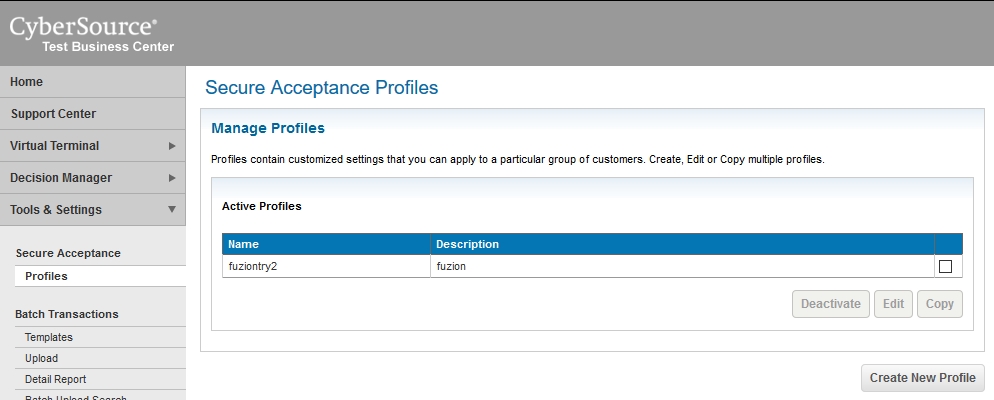 CyberSource®
Test Business Center
Home
Support Center
Virtual Terminal
Decision Manager
Tools & Settings
Secure Acceptance
Profiles
Batch Transactions
Templates
Upload
Detail Report
Batch Upload Search
Secure Acceptance Profiles
Manage Profiles
Profiles contain customized settings that you can apply to a particular group of customers. Create, Edit or Copy multiple profiles.
Active Profiles
Name Description
fuziontry2 fuzion
Deactivate Edit Copy
Create New Profile